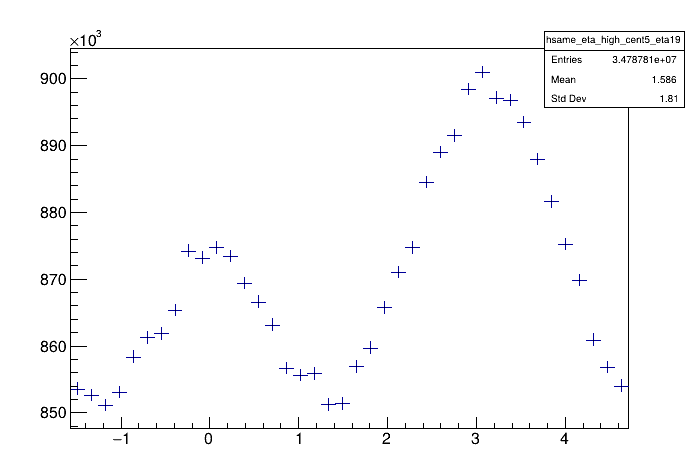 ×10³
hsame_eta_high_cent5_eta19
Entries 3.478781e+07
Mean 1.586
Std Dev 1.81
900
890
880
870
860
850
−1 0 1 2 3 4